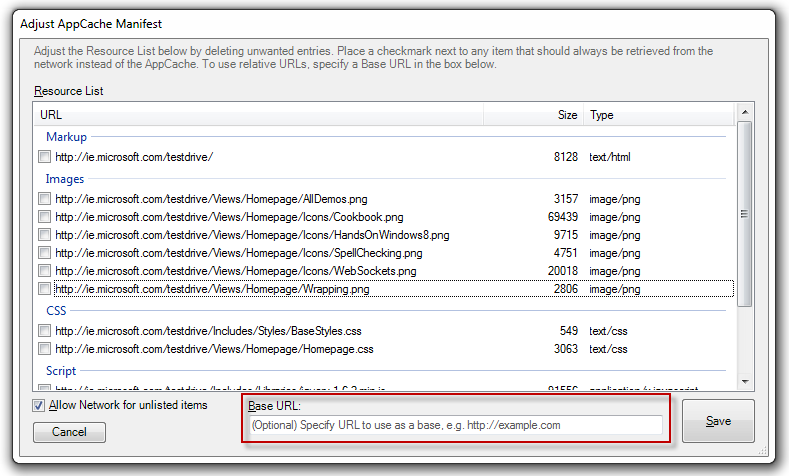 Adjust AppCache Manifest
Adjust the Resource List below by deleting unwanted entries. Place a checkmark next to any item that should always be retrieved from the
network instead of the AppCache. To use relative URLs, specify a Base URL in the box below.
Resource List
URL Size Type
Markup
http://ie.microsoft.com/testdrive/ 8128 text/html
Images
http://ie.microsoft.com/testdrive/Views/Homepage/AllDemos.png 3157 image/png
http://ie.microsoft.com/testdrive/Views/Homepage/Icons/Cookbook.png 69439 image/png
http://ie.microsoft.com/testdrive/Views/Homepage/Icons/HandsOnWindows8.png 9715 image/png
http://ie.microsoft.com/testdrive/Views/Homepage/Icons/SpellChecking.png 4751 image/png
http://ie.microsoft.com/testdrive/Views/Homepage/Icons/WebSockets.png 20018 image/png
http://ie.microsoft.com/testdrive/Views/Homepage/Wrapping.png 2806 image/png
CSS
http://ie.microsoft.com/testdrive/Includes/Styles/BaseStyles.css 549 text/css
http://ie.microsoft.com/testdrive/Views/Homepage/Homepage.css 3063 text/css
Script
Allow Network for unlisted items
Base URL:
(Optional) Specify URL to use as a base, e.g. http://example.com
Save
Cancel